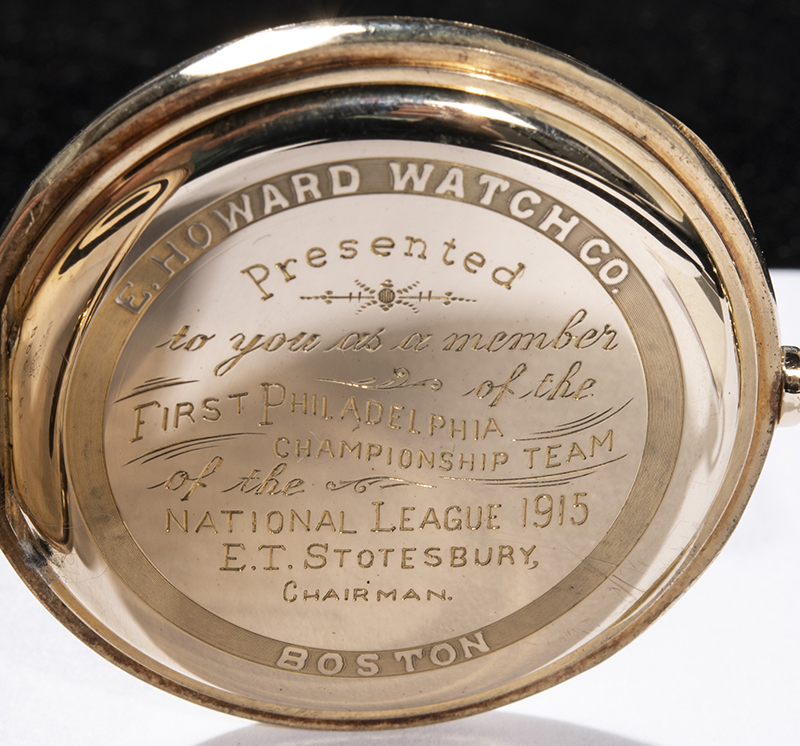 E. HOWARD WATCH CO.
Presented
to you as a member
of the
FIRST PHILADELPHIA
CHAMPIONSHIP TEAM
of the
NATIONAL LEAGUE 1915
E.T. STOTESBURY,
CHAIRMAN.
BOSTON